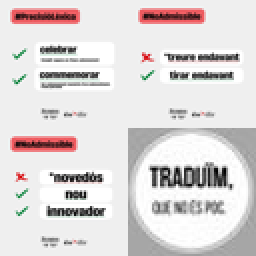 #PrecisióLèxica
celebrar
commemorar
#NoAdmissible
*treure endavant
tirar endavant
#NoAdmissible
*novedós
nou
innovador
TRADUÏM,
QUE NO ÉS POC.